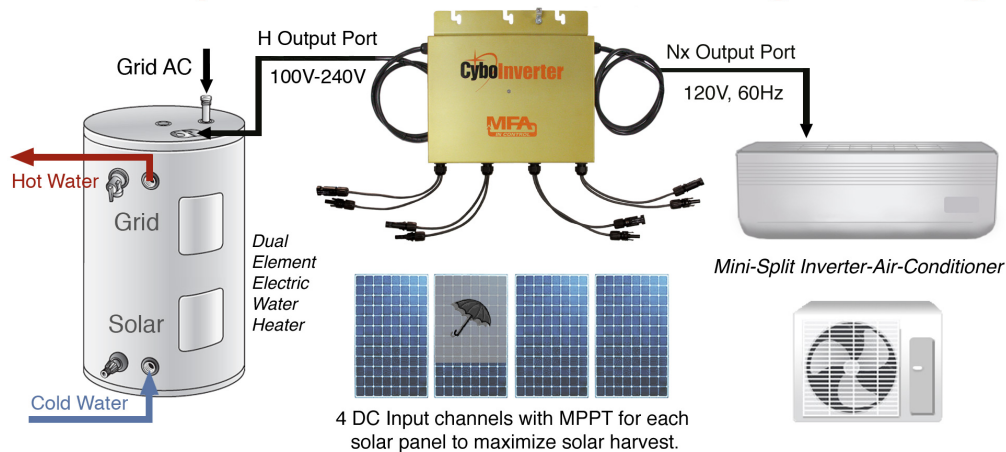 H Output Port
100V-240V
Grid AC
CyboInverter
MFA
IN CONTROL
Nx Output Port
120V, 60Hz
Hot Water
Grid
Solar
Cold Water
Dual
Element
Electric
Water
Heater
Mini-Split Inverter-Air-Conditioner
4 DC Input channels with MPPT for each
solar panel to maximize solar harvest.